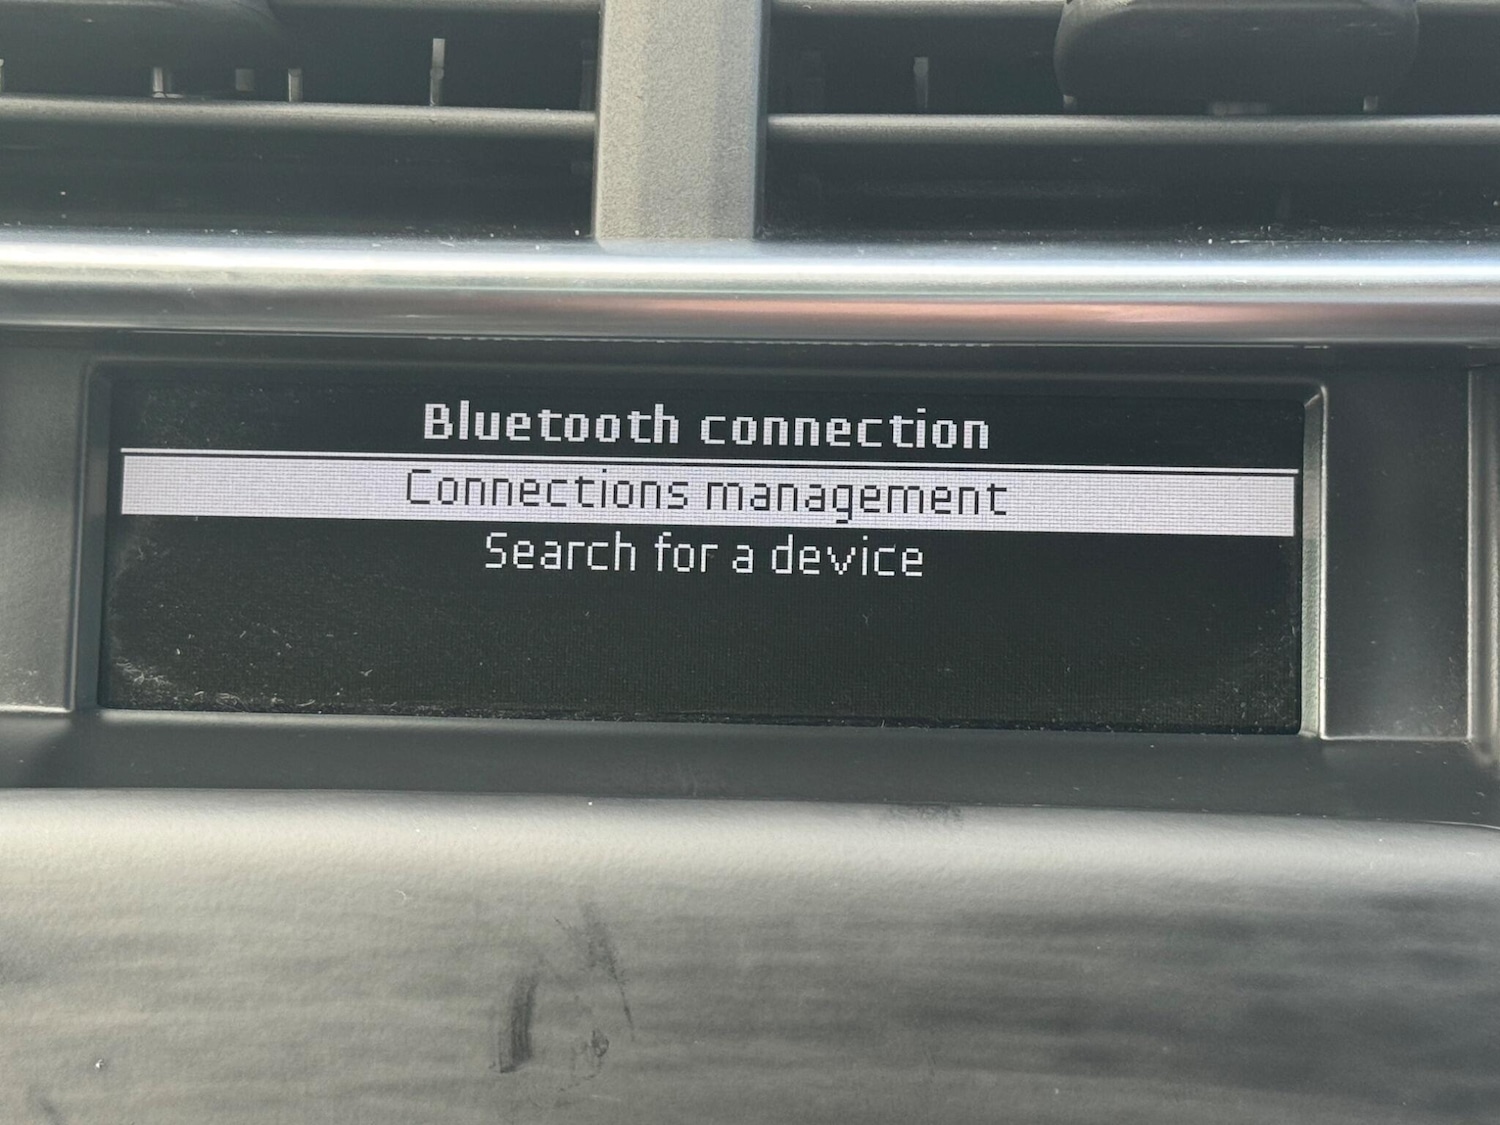 Bluetooth connection
Connections management
Search for a device